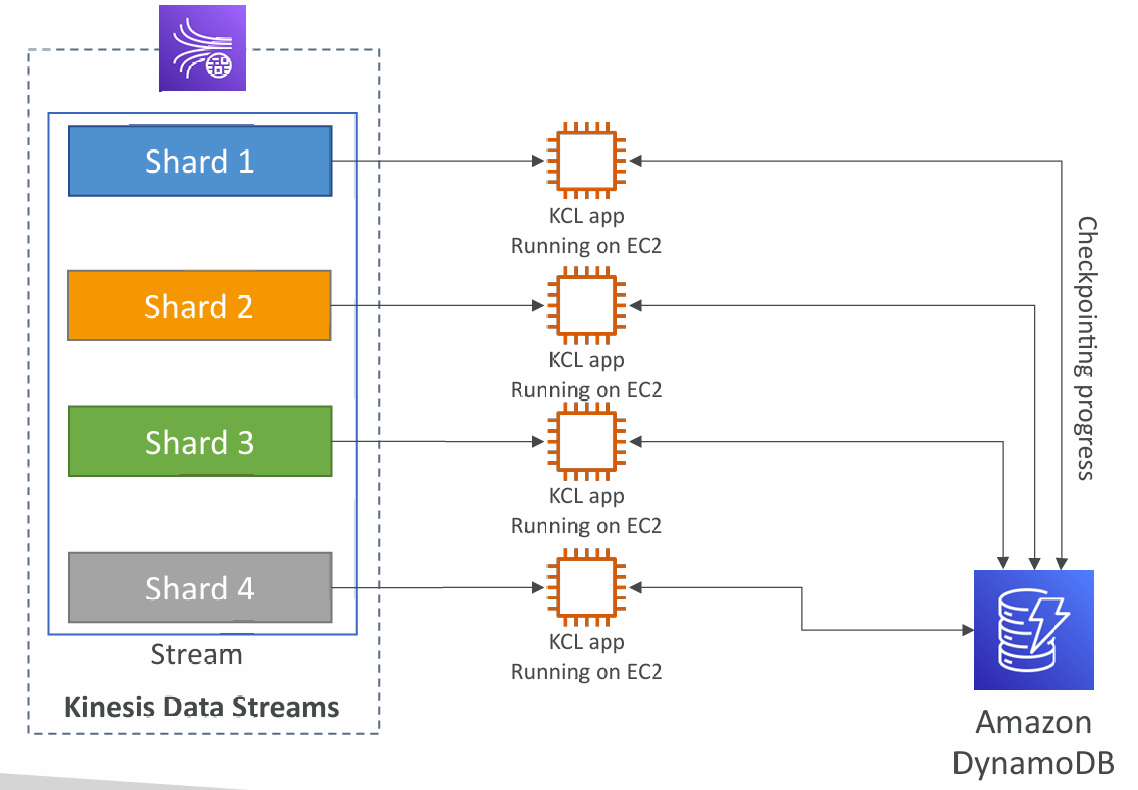 Shard 1
KCL app
Running on EC2
Shard 2
KCL app
Running on EC2
Shard 3
KCL app
Running on EC2
Shard 4
KCL app
Running on EC2
Stream
Kinesis Data Streams
Checkpointing progress
Amazon
DynamoDB